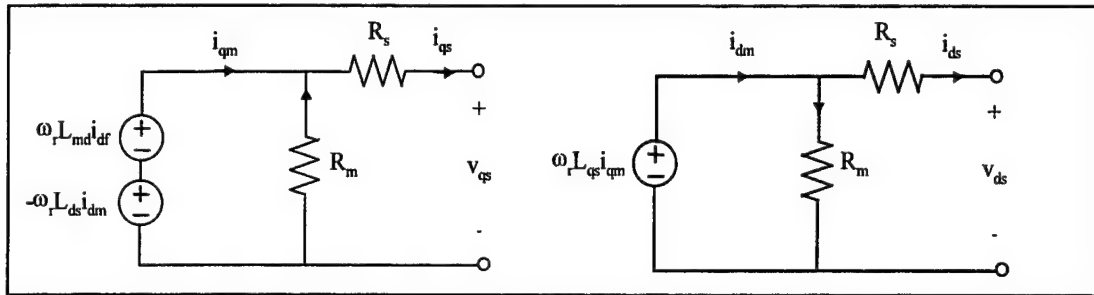 i_qm
R_s
i_qs
ω_r L_md i_df
+
-
-ω_r L_ds i_dm
+
-
R_m
+
v_qs
-
i_dm
R_s
i_ds
ω_r L_qs i_qm
+
-
R_m
+
v_ds
-